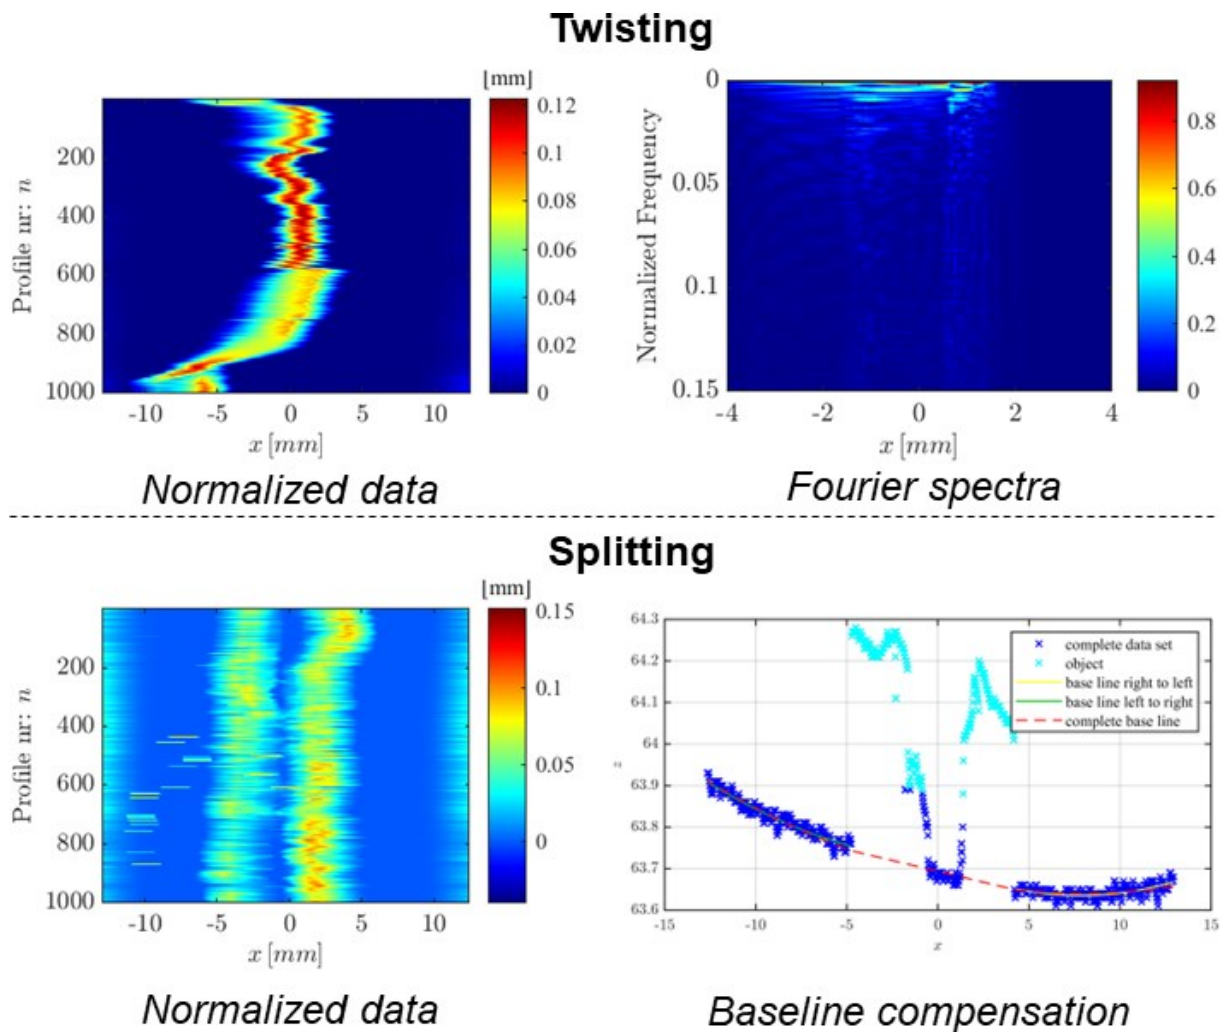 Twisting
[mm]
0.12
0.1
0.08
0.06
0.04
0.02
0
200
400
600
800
1000
Profile nr: n
-10 -5 0 5 10
x [mm]
Normalized data
0
0.05
0.1
0.15
Normalized Frequency
-4 -2 0 2 4
x [mm]
0.8
0.6
0.4
0.2
0
Fourier spectra
Splitting
[mm]
0.15
0.1
0.05
0
200
400
600
800
1000
Profile nr: n
-10 -5 0 5 10
x [mm]
Normalized data
64.3
64.2
64.1
64
63.9
63.8
63.7
63.6
z
complete data set
object
base line right to left
base line left to right
complete base line
-15 -10 -5 0 5 10 15
x
Baseline compensation